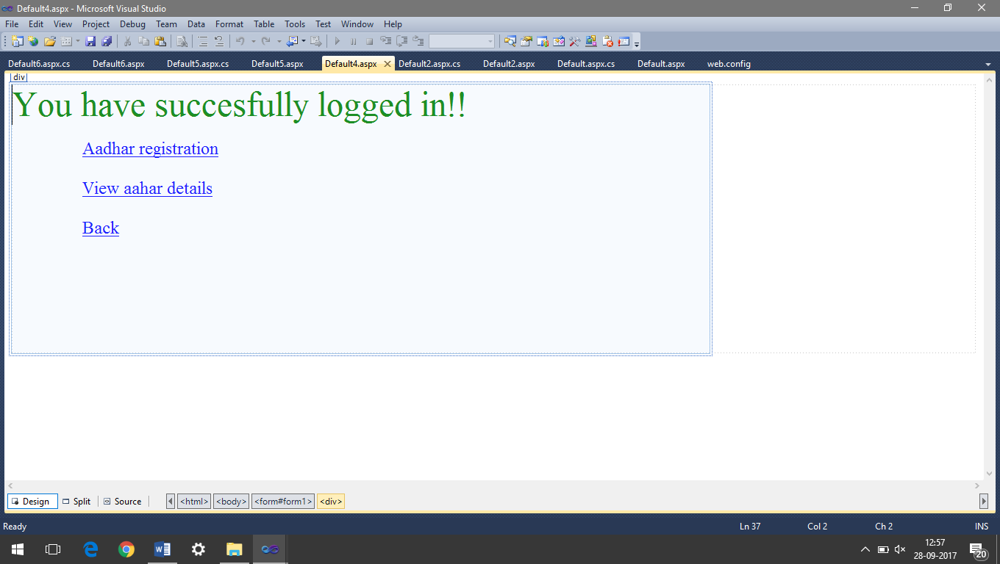 Default4.aspx - Microsoft Visual Studio
File Edit View Project Debug Team Data Format Table Tools Test Window Help
Default6.aspx.cs Default6.aspx Default5.aspx.cs Default5.aspx Default4.aspx Default2.aspx.cs Default2.aspx Default.aspx.cs Default.aspx web.config
div
You have succesfully logged in!!
Aadhar registration
View aahar details
Back
Design Split Source <html> <body> <form#form1> <div>
Ready Ln 37 Col 2 Ch 2 INS
12:57
28-09-2017
20